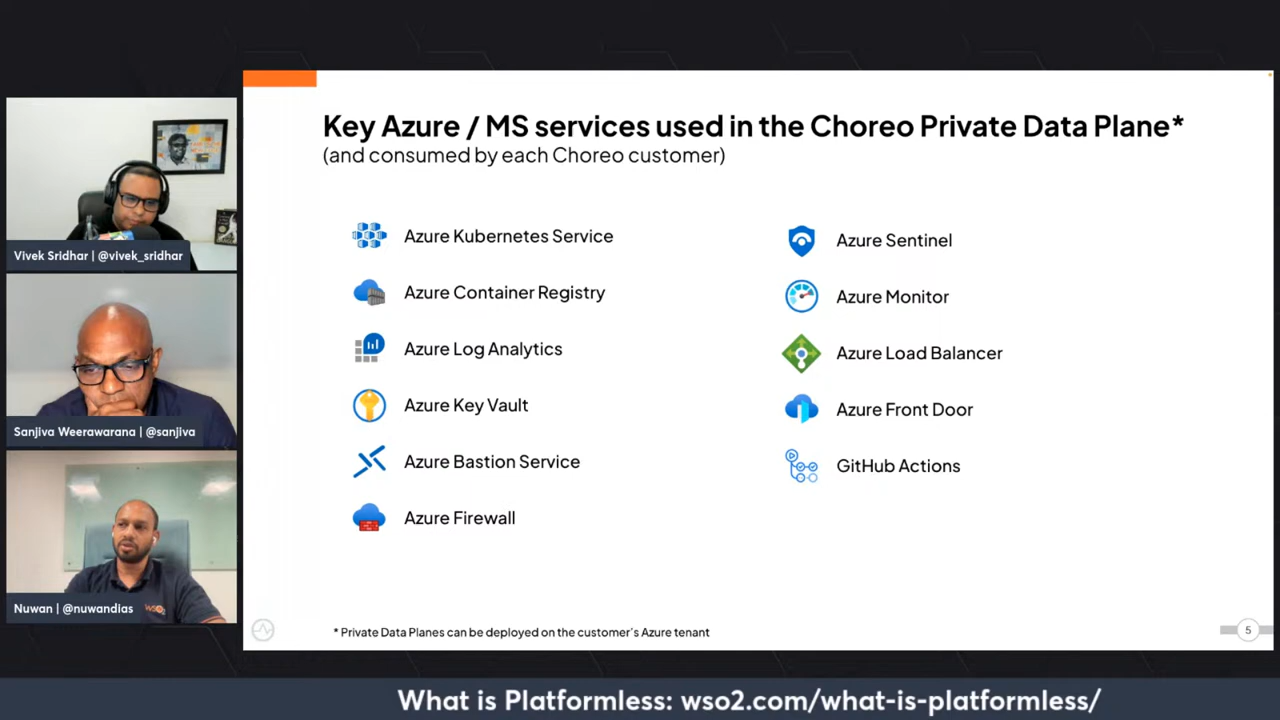 Key Azure / MS services used in the Choreo Private Data Plane*
(and consumed by each Choreo customer)
Azure Kubernetes Service
Azure Container Registry
Azure Log Analytics
Azure Key Vault
Azure Bastion Service
Azure Firewall
Azure Sentinel
Azure Monitor
Azure Load Balancer
Azure Front Door
GitHub Actions
* Private Data Planes can be deployed on the customer's Azure tenant
5
Vivek Sridhar | @vivek_sridhar
Sanjiva Weerawarana | @sanjiva
WSO2
Nuwan | @nuwandias
What is Platformless: wso2.com/what-is-platformless/